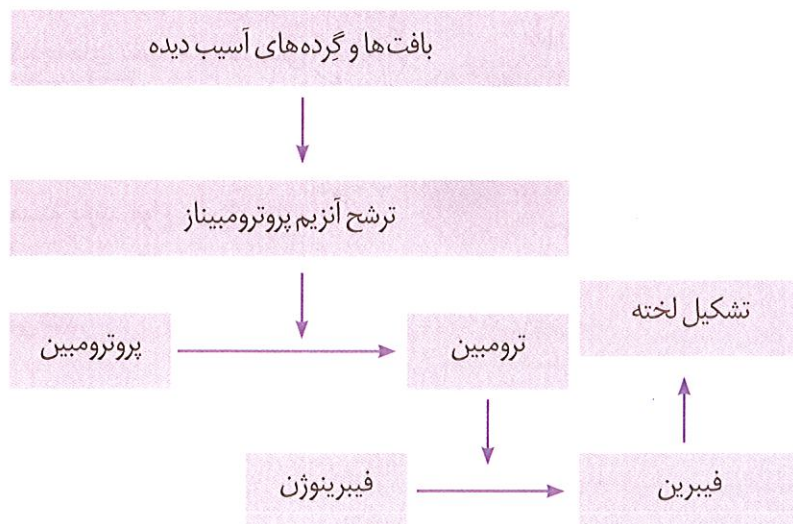 بافت‌ها و گِرده‌های آسیب دیده
ترشح آنزیم پروترومبیناز
تشکیل لخته
پروترومبین
ترومبین
فیبرینوژن
فیبرین